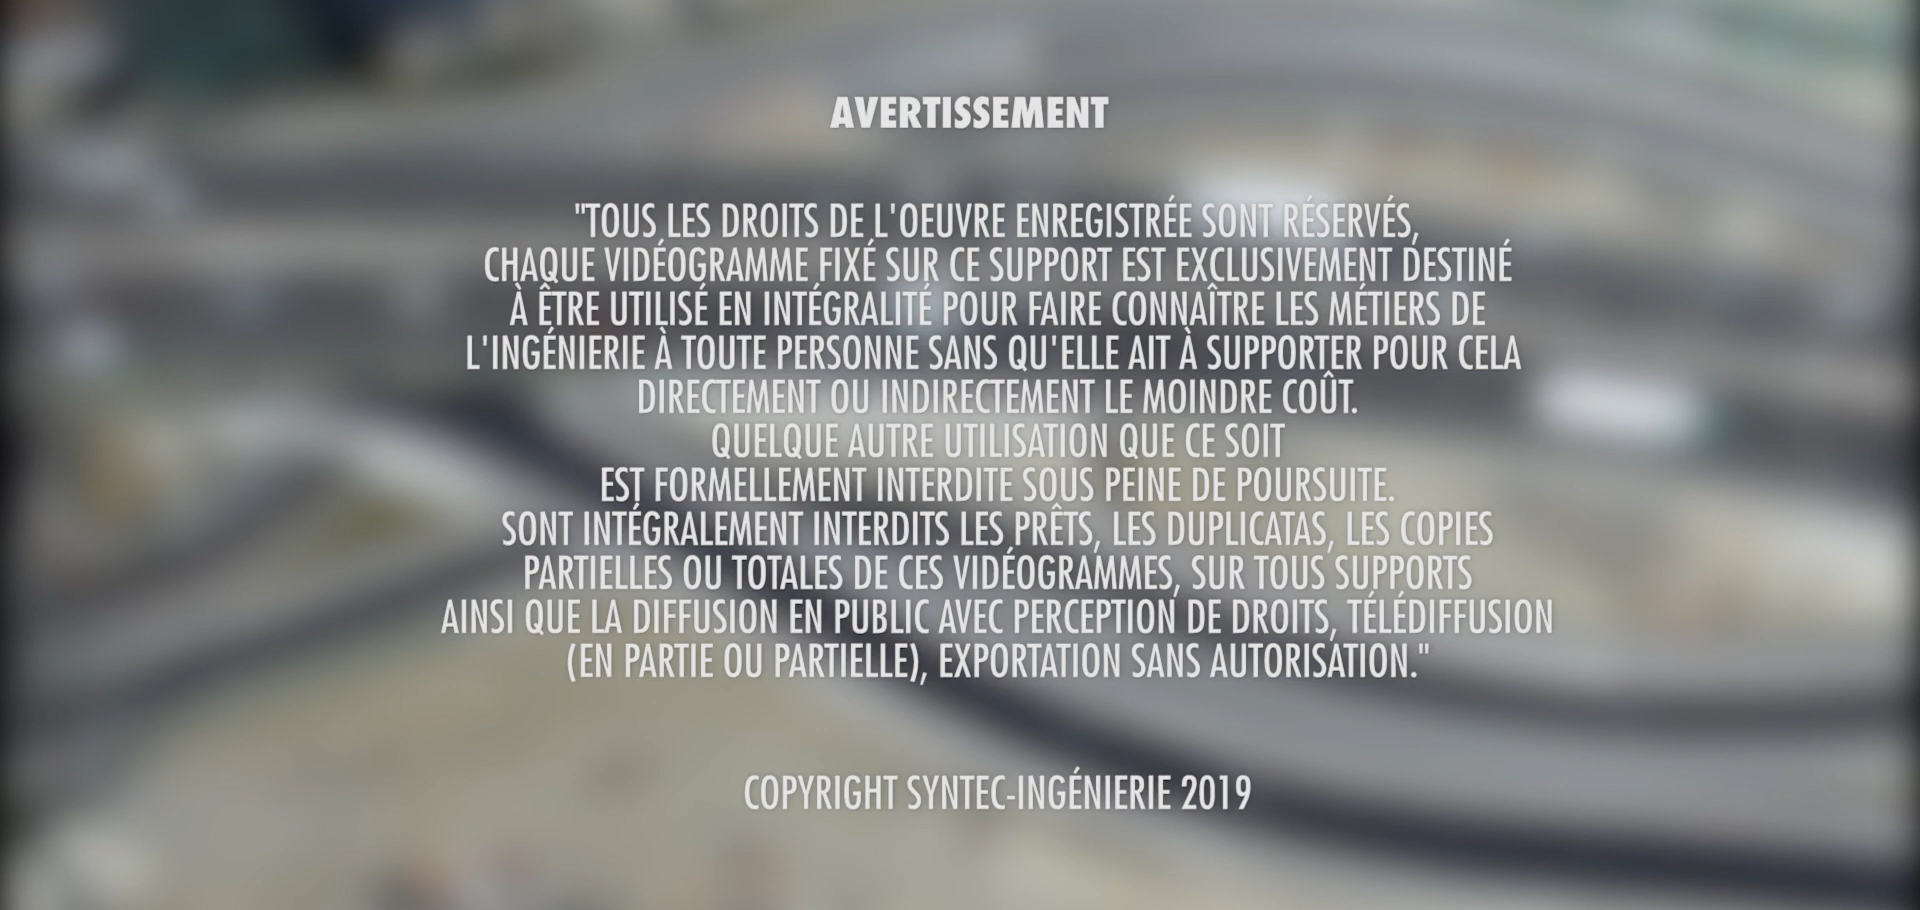 AVERTISSEMENT
"TOUS LES DROITS DE L'OEUVRE ENREGISTRÉE SONT RÉSERVÉS,
CHAQUE VIDÉOGRAMME FIXÉ SUR CE SUPPORT EST EXCLUSIVEMENT DESTINÉ
À ÊTRE UTILISÉ EN INTÉGRALITÉ POUR FAIRE CONNAÎTRE LES MÉTIERS DE
L'INGÉNIERIE À TOUTE PERSONNE SANS QU'ELLE AIT À SUPPORTER POUR CELA
DIRECTEMENT OU INDIRECTEMENT LE MOINDRE COÛT.
QUELQUE AUTRE UTILISATION QUE CE SOIT
EST FORMELLEMENT INTERDITE SOUS PEINE DE POURSUITE.
SONT INTÉGRALEMENT INTERDITS LES PRÊTS, LES DUPLICATAS, LES COPIES
PARTIELLES OU TOTALES DE CES VIDÉOGRAMMES, SUR TOUS SUPPORTS
AINSI QUE LA DIFFUSION EN PUBLIC AVEC PERCEPTION DE DROITS, TÉLÉDIFFUSION
(EN PARTIE OU PARTIELLE), EXPORTATION SANS AUTORISATION."
COPYRIGHT SYNTEC-INGÉNIERIE 2019